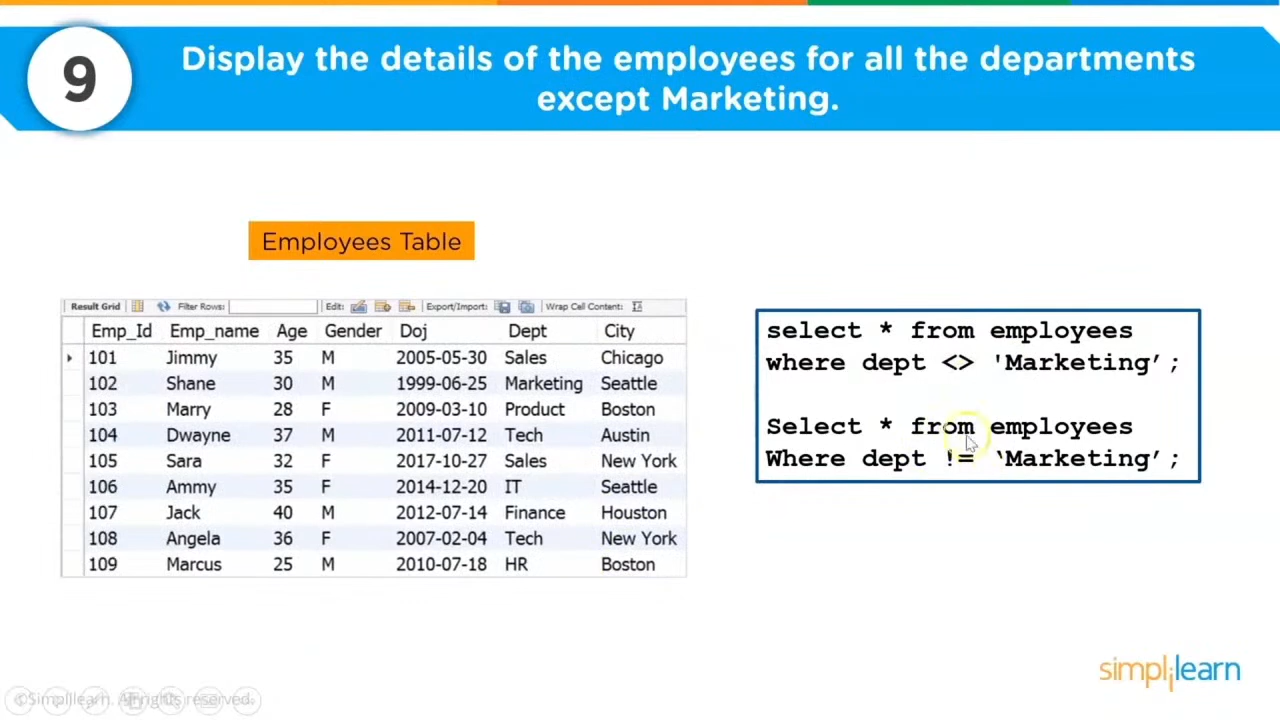 9
Display the details of the employees for all the departments
except Marketing.
Employees Table
Result Grid Filter Rows: Edit: Export/Import: Wrap Cell Content:
Emp_Id Emp_name Age Gender Doj Dept City
101 Jimmy 35 M 2005-05-30 Sales Chicago
102 Shane 30 M 1999-06-25 Marketing Seattle
103 Marry 28 F 2009-03-10 Product Boston
104 Dwayne 37 M 2011-07-12 Tech Austin
105 Sara 32 F 2017-10-27 Sales New York
106 Ammy 35 F 2014-12-20 IT Seattle
107 Jack 40 M 2012-07-14 Finance Houston
108 Angela 36 F 2007-02-04 Tech New York
109 Marcus 25 M 2010-07-18 HR Boston
select * from employees
where dept <> 'Marketing’;
Select * from employees
Where dept != ‘Marketing’;
simplilearn
©Simplilearn. All rights reserved.